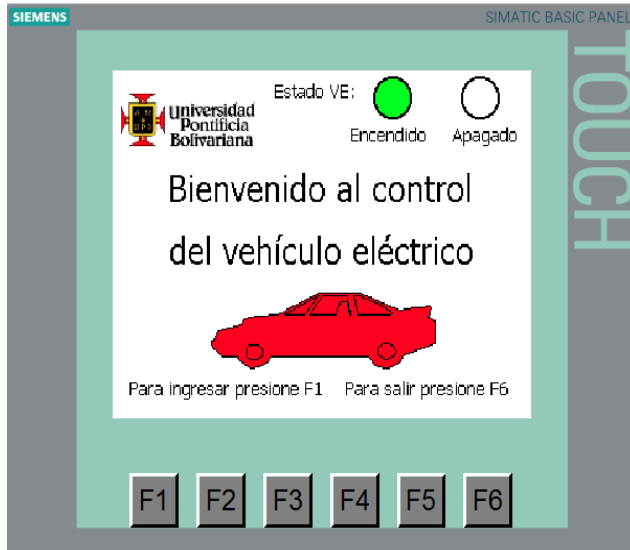 SIEMENS
SIMATIC BASIC PANEL
TOUCH
Universidad
Pontificia
Bolivariana
Estado VE:
Encendido
Apagado
Bienvenido al control
del vehículo eléctrico
Para ingresar presione F1
Para salir presione F6
F1 F2 F3 F4 F5 F6